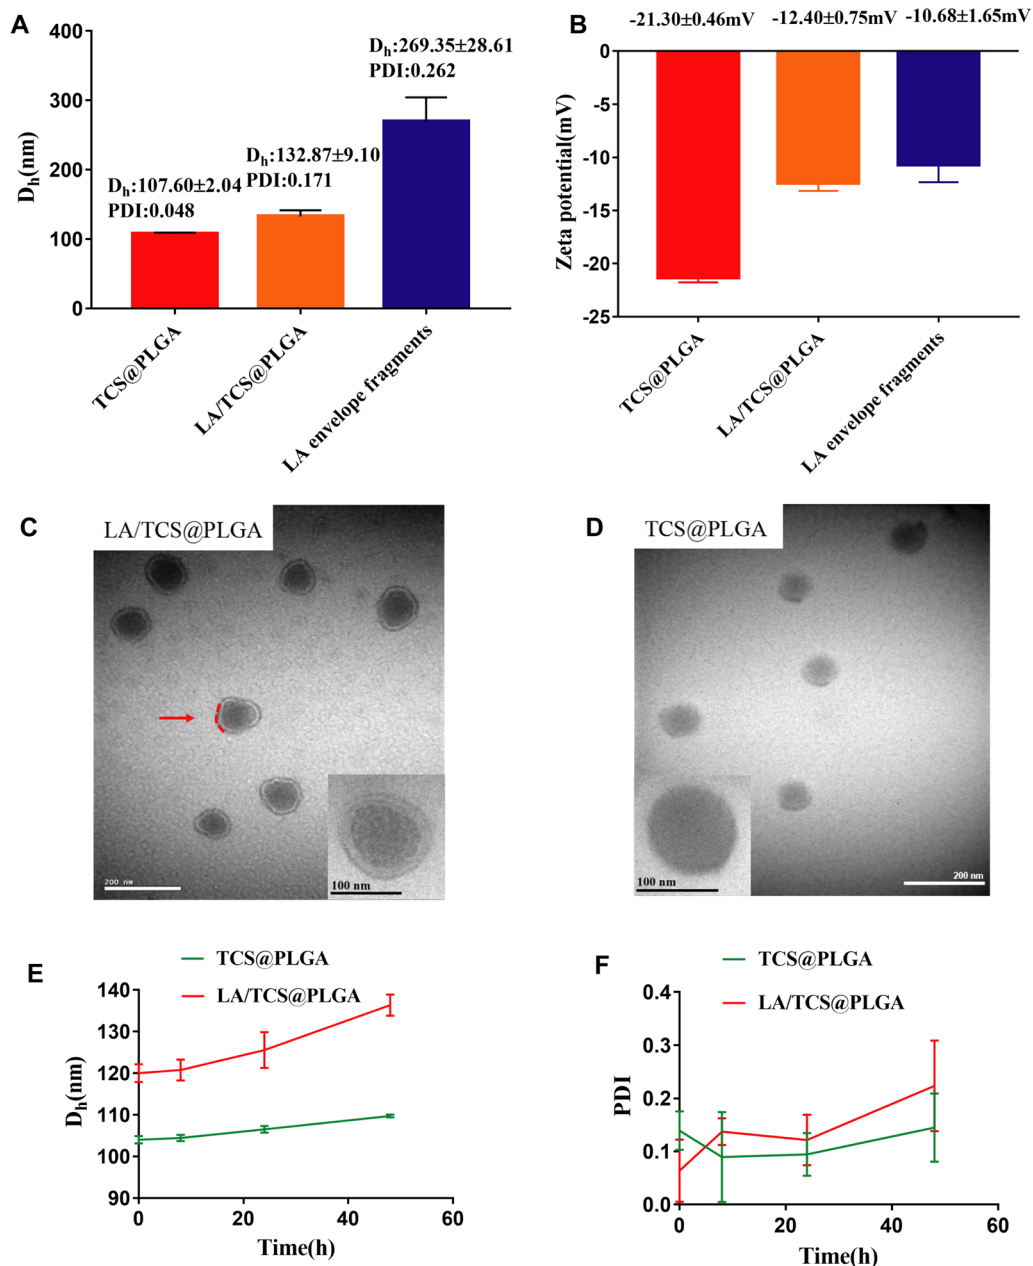 A
400
300
200
100
0
Dh(nm)
Dh:107.60±2.04
PDI:0.048
Dh:132.87±9.10
PDI:0.171
Dh:269.35±28.61
PDI:0.262
TCS@PLGA
LA/TCS@PLGA
LA envelope fragments
B
-21.30±0.46mV
-12.40±0.75mV
-10.68±1.65mV
0
-5
-10
-15
-20
-25
Zeta potential(mV)
TCS@PLGA
LA/TCS@PLGA
LA envelope fragments
C
LA/TCS@PLGA
200 nm
100 nm
D
TCS@PLGA
100 nm
200 nm
E
TCS@PLGA
LA/TCS@PLGA
140
130
120
110
100
90
Dh(nm)
0
20
40
60
Time(h)
F
TCS@PLGA
LA/TCS@PLGA
0.4
0.3
0.2
0.1
0.0
PDI
0
20
40
60
Time(h)